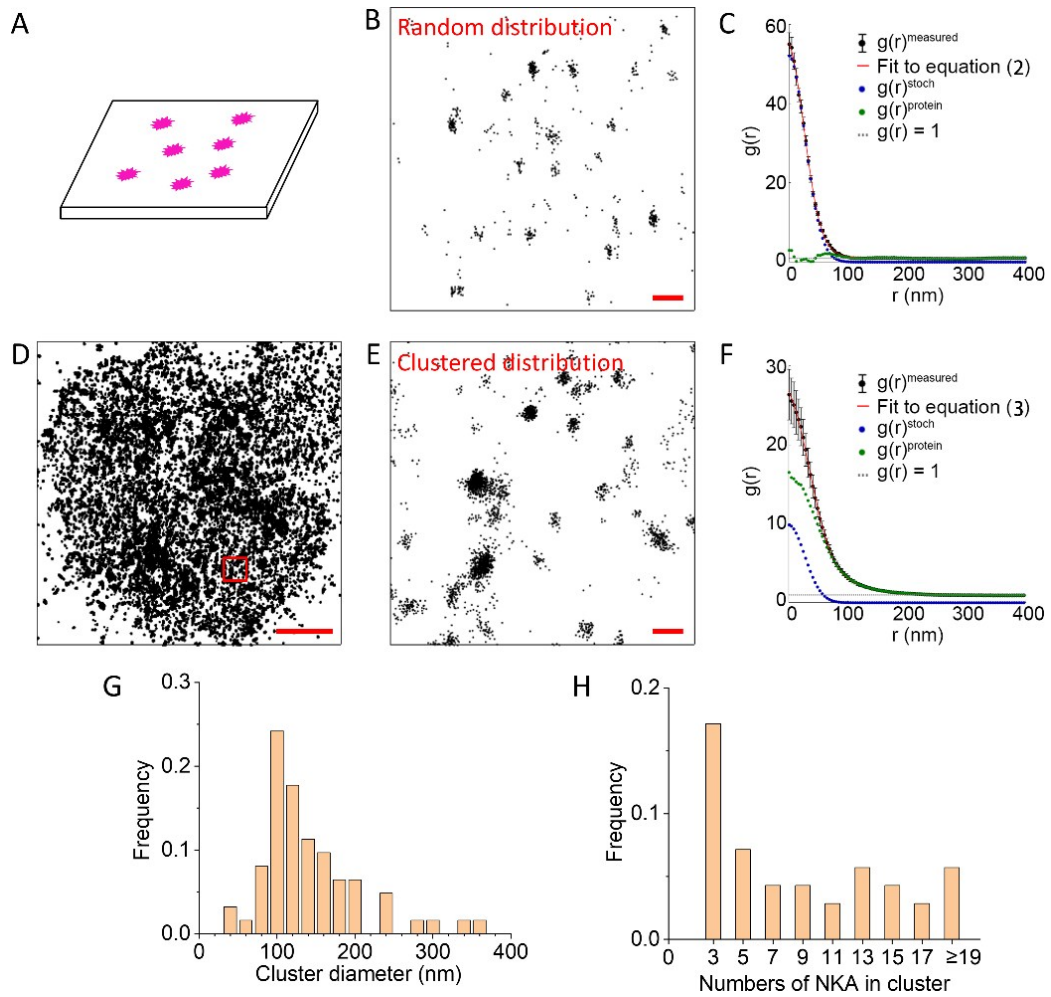 A
B
Random distribution
C
60
40
20
0
g(r)
g(r)measured
Fit to equation (2)
g(r)stoch
g(r)protein
g(r) = 1
0 100 200 300 400
r (nm)
D
E
Clustered distribution
F
30
20
10
0
g(r)
g(r)measured
Fit to equation (3)
g(r)stoch
g(r)protein
g(r) = 1
0 100 200 300 400
r (nm)
G
0.3
0.2
0.1
0.0
Frequency
0 100 200 300 400
Cluster diameter (nm)
H
0.2
0.1
0.0
Frequency
0 3 5 7 9 11 13 15 17 ≥19
Numbers of NKA in cluster